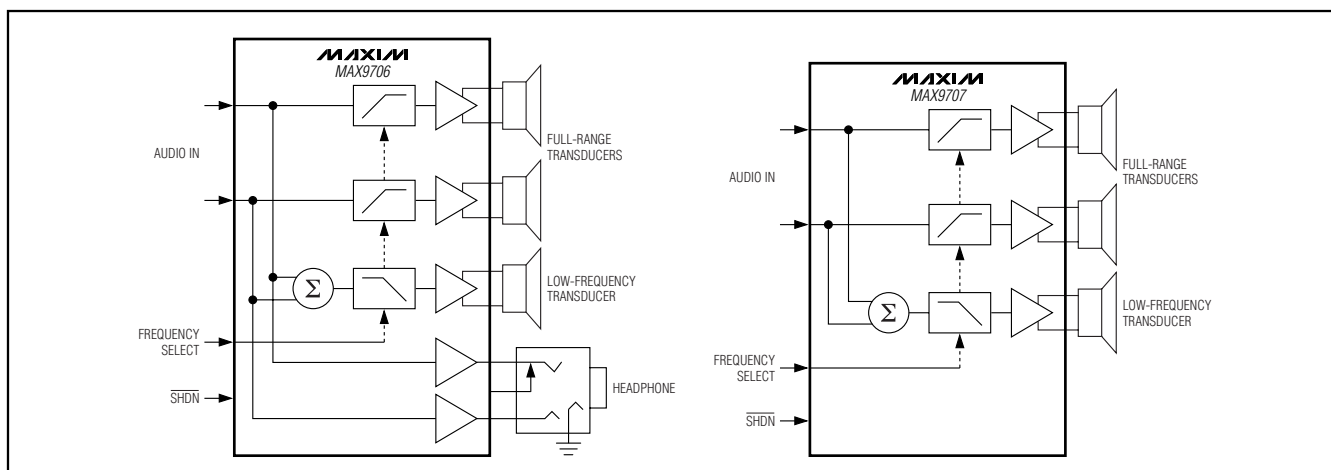 MAXIM
MAX9706
AUDIO IN
FULL-RANGE
TRANSDUCERS
Σ
LOW-FREQUENCY
TRANSDUCER
FREQUENCY
SELECT
SHDN
HEADPHONE
MAXIM
MAX9707
AUDIO IN
FULL-RANGE
TRANSDUCERS
Σ
LOW-FREQUENCY
TRANSDUCER
FREQUENCY
SELECT
SHDN